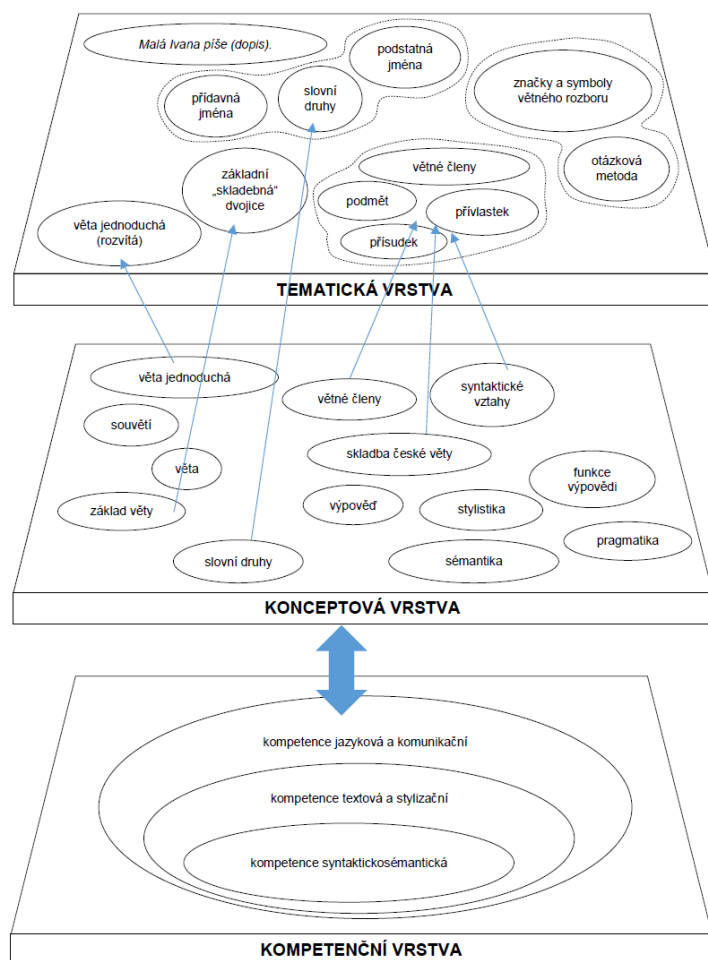 Malá Ivana píše (dopis).
podstatná
jména
přídavná
jména
slovní
druhy
značky a symboly
větného rozboru
otázková
metoda
základní
„skladebná“
dvojice
větné členy
podmět
přívlastek
přísudek
věta jednoduchá
(rozvítá)
TEMATICKÁ VRSTVA
věta jednoduchá
větné členy
syntaktické
vztahy
souvětí
věta
skladba české věty
funkce
výpovědi
základ věty
výpověď
stylistika
pragmatika
slovní druhy
sémantika
KONCEPTOVÁ VRSTVA
kompetence jazyková a komunikační
kompetence textová a stylizační
kompetence syntaktickosémantická
KOMPETENČNÍ VRSTVA